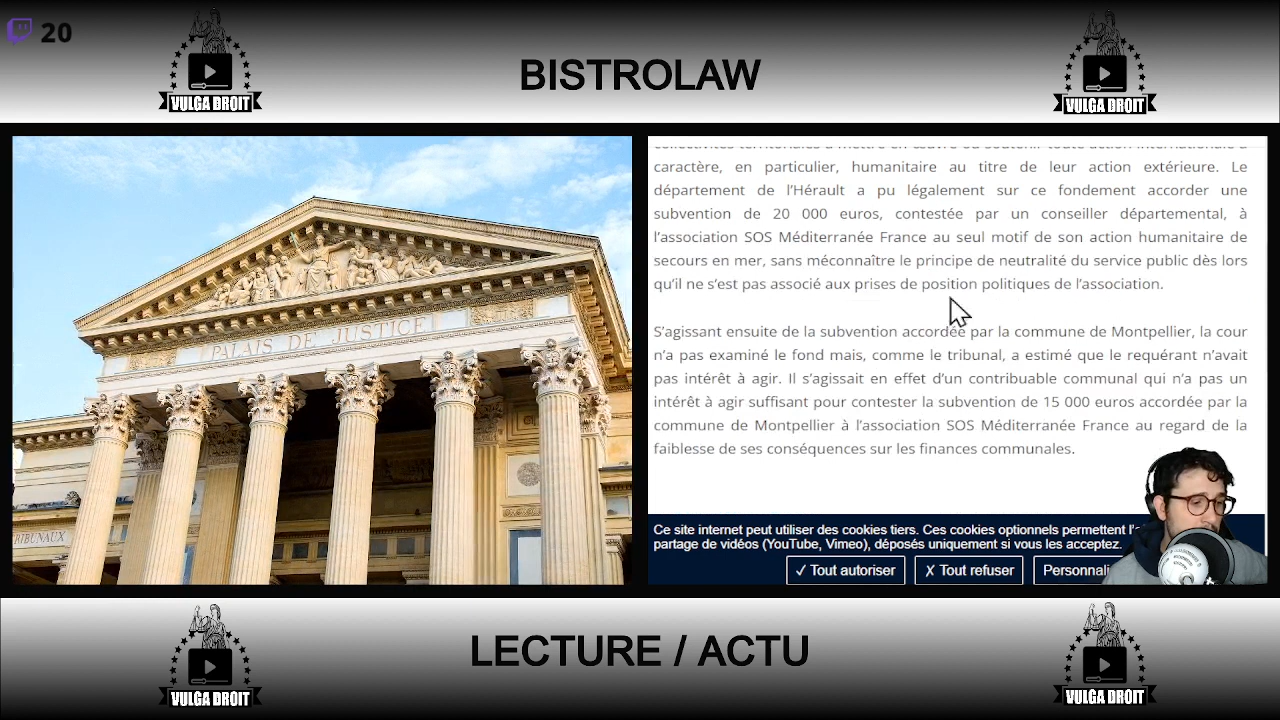 20
BISTROLAW
VULGA DROIT
VULGA DROIT
PALAIS DE JUSTICE
TRIBUNAUX
caractère, en particulier, humanitaire au titre de leur action extérieure. Le
département de l'Hérault a pu légalement sur ce fondement accorder une
subvention de 20 000 euros, contestée par un conseiller départemental, à
l'association SOS Méditerranée France au seul motif de son action humanitaire de
secours en mer, sans méconnaître le principe de neutralité du service public dès lors
qu'il ne s'est pas associé aux prises de position politiques de l'association.
S'agissant ensuite de la subvention accordée par la commune de Montpellier, la cour
n'a pas examiné le fond mais, comme le tribunal, a estimé que le requérant n'avait
pas intérêt à agir. Il s'agissait en effet d'un contribuable communal qui n'a pas un
intérêt à agir suffisant pour contester la subvention de 15 000 euros accordée par la
commune de Montpellier à l'association SOS Méditerranée France au regard de la
faiblesse de ses conséquences sur les finances communales.
Ce site internet peut utiliser des cookies tiers. Ces cookies optionnels permettent
partage de vidéos (YouTube, Vimeo), déposés uniquement si vous les acceptez.
✓ Tout autoriser
✗ Tout refuser
LECTURE / ACTU
VULGA DROIT
VULGA DROIT